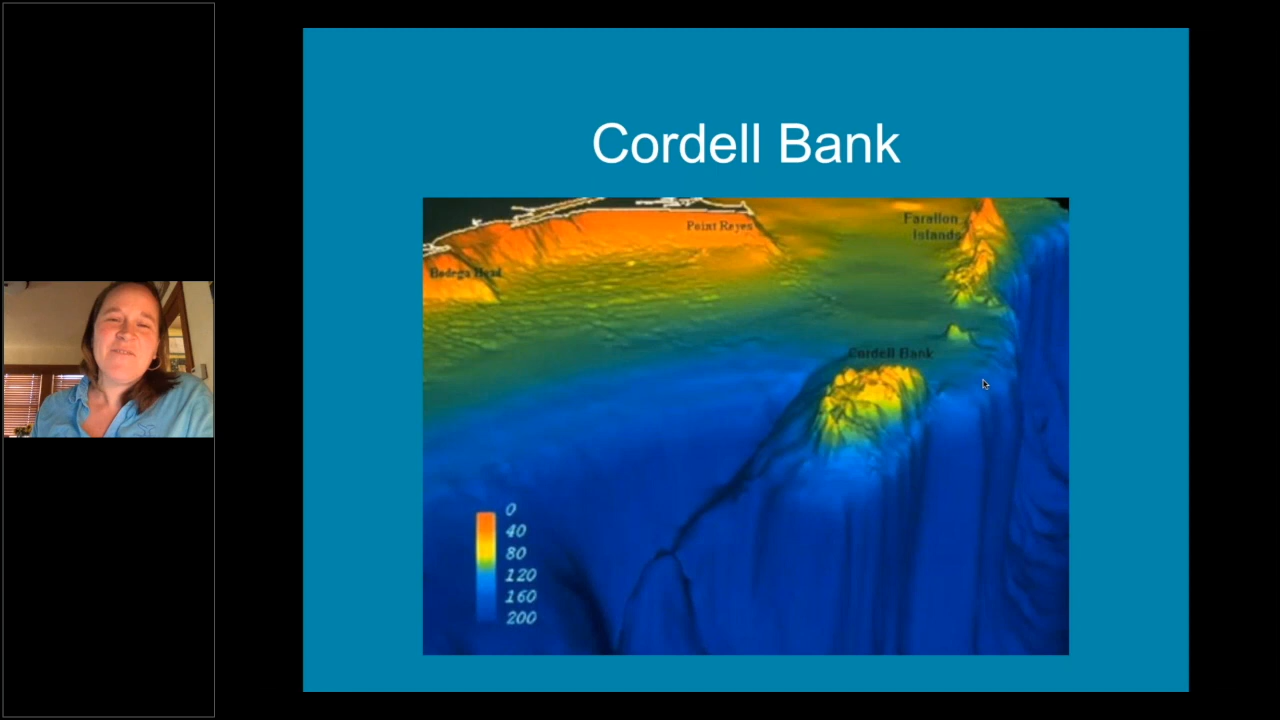 Cordell Bank
Point Reyes
Farallon
Islands
Bodega Head
Cordell Bank
0
40
80
120
160
200